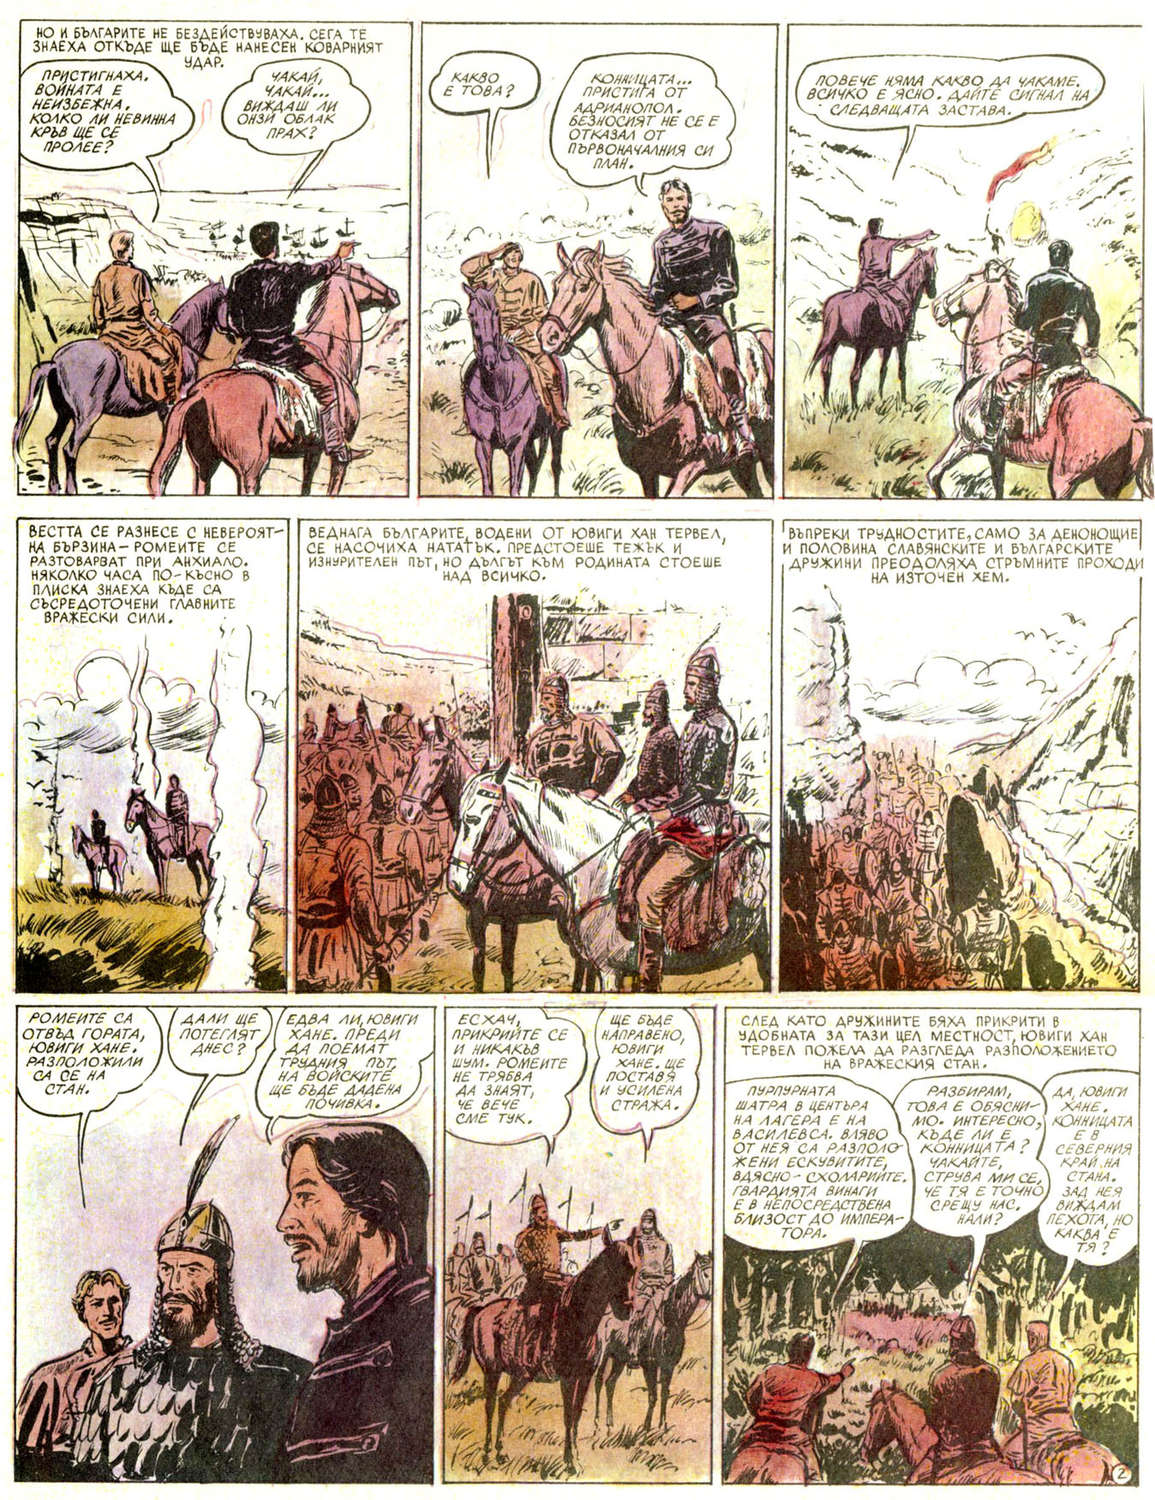 НО И БЪЛГАРИТЕ НЕ БЕЗДЕЙСТВУВАХА. СЕГА ТЕ
ЗНАЕХА ОТКЪДЕ ЩЕ БЪДЕ НАНЕСЕН КОВАРНИЯТ
УДАР.
ПРИСТИГНАХА.
ВОЙНАТА Е
НЕИЗБЕЖНА.
КОЛКО ЛИ НЕВИННА
КРЪВ ЩЕ СЕ
ПРОЛЕЕ?
ЧАКАЙ,
ЧАКАЙ...
ВИЖДАШ ЛИ
ОНЗИ ОБЛАК
ПРАХ?
КАКВО
Е ТОВА?
КОННИЦАТА...
ПРИСТИГА ОТ
АДРИАНОПОЛ.
БЕЗНОСИЯТ НЕ СЕ Е
ОТКАЗАЛ ОТ
ПЪРВОНАЧАЛНИЯ СИ
ПЛАН.
ПОВЕЧЕ НЯМА КАКВО ДА ЧАКАМЕ.
ВСИЧКО Е ЯСНО. ДАЙТЕ СИГНАЛ НА
СЛЕДВАЩАТА ЗАСТАВА.
ВЕСТТА СЕ РАЗНЕСЕ С НЕВЕРОЯТ-
НА БЪРЗИНА-РОМЕИТЕ СЕ
РАЗТОВАРВАТ ПРИ АНХИАЛО.
НЯКОЛКО ЧАСА ПО-КЪСНО В
ПЛИСКА ЗНАЕХА КЪДЕ СА
СЪСРЕДОТОЧЕНИ ГЛАВНИТЕ
ВРАЖЕСКИ СИЛИ.
ВЕДНАГА БЪЛГАРИТЕ, ВОДЕНИ ОТ ЮВИГИ ХАН ТЕРВЕЛ,
СЕ НАСОЧИХА НАТАТЪК. ПРЕДСТОЕШЕ ТЕЖЪК И
ИЗНУРИТЕЛЕН ПЪТ, НО ДЪЛГЪТ КЪМ РОДИНАТА СТОЕШЕ
НАД ВСИЧКО.
ВЪПРЕКИ ТРУДНОСТИТЕ, САМО ЗА ДЕНОНОЩИЕ
И ПОЛОВИНА СЛАВЯНСКИТЕ И БЪЛГАРСКИТЕ
ДРУЖИНИ ПРЕОДОЛЯХА СТРЪМНИТЕ ПРОХОДИ
НА ИЗТОЧЕН ХЕМ.
РОМЕИТЕ СА
ОТВЪД ГОРАТА,
ЮВИГИ ХАНЕ.
РАЗПОЛОЖИЛИ
СА СЕ НА
СТАН.
ДАЛИ ЩЕ
ПОТЕГЛЯТ
ДНЕС?
ЕДВА ЛИ, ЮВИГИ
ХАНЕ. ПРЕДИ
ДА ПОЕМАТ
ТРУДНИЯ ПЪТ,
НА ВОЙСКИТЕ
ЩЕ БЪДЕ ДАДЕНА
ПОЧИВКА.
ЕСХАЧ,
ПРИКРИЙТЕ СЕ
И НИКАКЪВ
ШУМ. РОМЕИТЕ
НЕ ТРЯБВА
ДА ЗНАЯТ,
ЧЕ ВЕЧЕ
СМЕ ТУК.
ЩЕ БЪДЕ
НАПРАВЕНО,
ЮВИГИ
ХАНЕ. ЩЕ
ПОСТАВЯ
И УСИЛЕНА
СТРАЖА.
СЛЕД КАТО ДРУЖИНИТЕ БЯХА ПРИКРИТИ В
УДОБНАТА ЗА ТАЗИ ЦЕЛ МЕСТНОСТ, ЮВИГИ ХАН
ТЕРВЕЛ ПОЖЕЛА ДА РАЗГЛЕДА РАЗПОЛОЖЕНИЕТО
НА ВРАЖЕСКИЯ СТАН.
ПУРПУРНАТА
ШАТРА В ЦЕНТЪРА
НА ЛАГЕРА Е НА
ВАСИЛЕВСА. ВЛЯВО
ОТ НЕЯ СА РАЗПОЛО-
ЖЕНИ ЕСКУВИТИТЕ,
ВДЯСНО-СХОЛАРИИТЕ.
ГВАРДИЯТА ВИНАГИ
Е В НЕПОСРЕДСТВЕНА
БЛИЗОСТ ДО ИМПЕРА-
ТОРА.
РАЗБИРАМ,
ТОВА Е ОБЯСНИ-
МО. ИНТЕРЕСНО,
КЪДЕ ЛИ Е
КОННИЦАТА?
ЧАКАЙТЕ,
СТРУВА МИ СЕ,
ЧЕ ТЯ Е ТОЧНО
СРЕЩУ НАС.
НАЛИ?
ДА, ЮВИГИ
ХАНЕ.
КОННИЦАТА
Е В
СЕВЕРНИЯ
КРАЙ НА
СТАНА.
ЗАД НЕЯ
ВИЖДАМ
ПЕХОТА, НО
КАКВА Е
ТЯ?
2